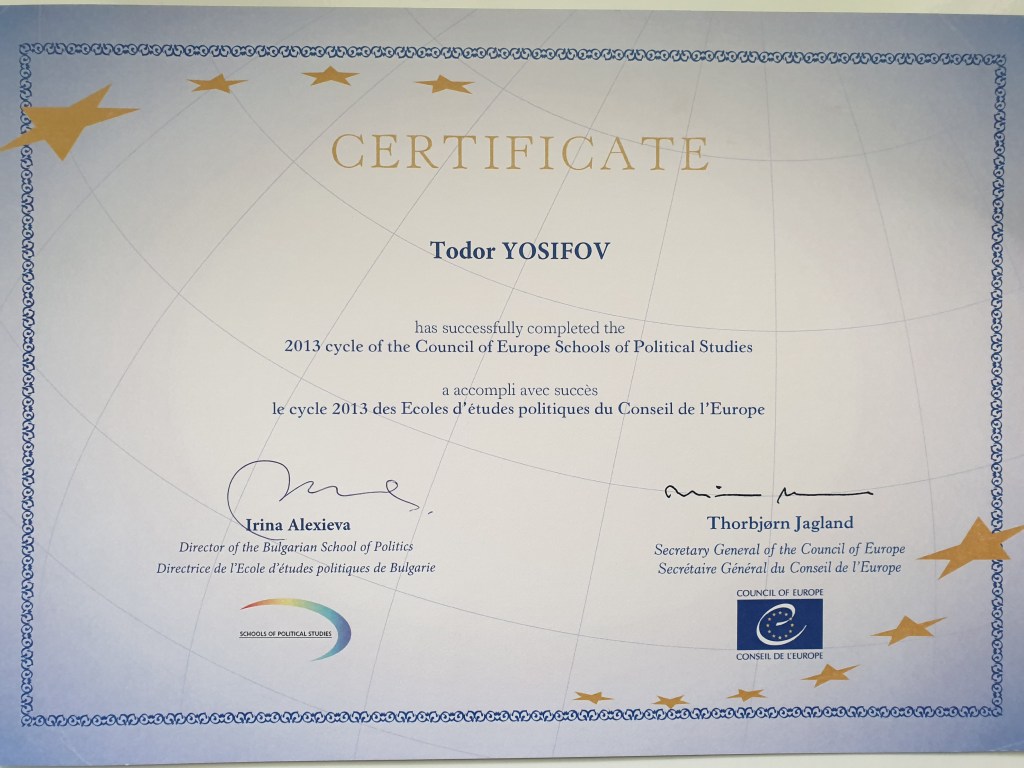 CERTIFICATE
Todor YOSIFOV
has successfully completed the
2013 cycle of the Council of Europe Schools of Political Studies
a accompli avec succès
le cycle 2013 des Ecoles d'études politiques du Conseil de l'Europe
Irina Alexieva
Director of the Bulgarian School of Politics
Directrice de l'Ecole d'études politiques de Bulgarie
SCHOOLS OF POLITICAL STUDIES
Thorbjørn Jagland
Secretary General of the Council of Europe
Secrétaire Général du Conseil de l'Europe
COUNCIL OF EUROPE
CONSEIL DE L'EUROPE